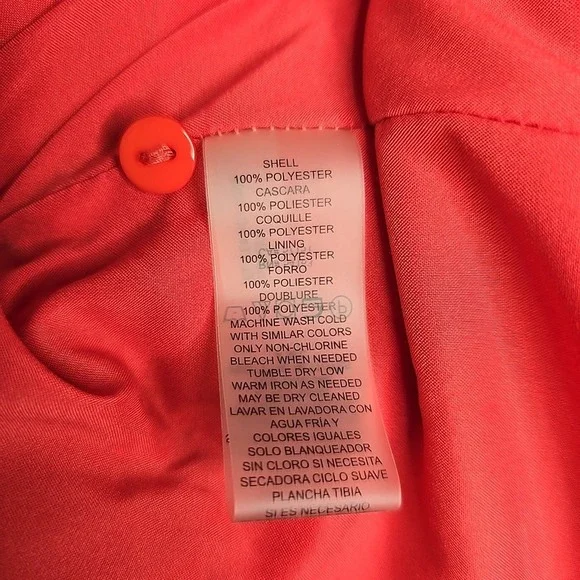 SHELL
100% POLYESTER
CASCARA
100% POLIESTER
COQUILLE
100% POLYESTER
LINING
100% POLYESTER
FORRO
100% POLIESTER
DOUBLURE
100% POLYESTER
MACHINE WASH COLD
WITH SIMILAR COLORS
ONLY NON-CHLORINE
BLEACH WHEN NEEDED
TUMBLE DRY LOW
WARM IRON AS NEEDED
MAY BE DRY CLEANED
LAVAR EN LAVADORA CON
AGUA FRIA Y
COLORES IGUALES
SOLO BLANQUEADOR
SIN CLORO SI NECESITA
SECADORA CICLO SUAVE
PLANCHA TIBIA
SI ES NECESARIO